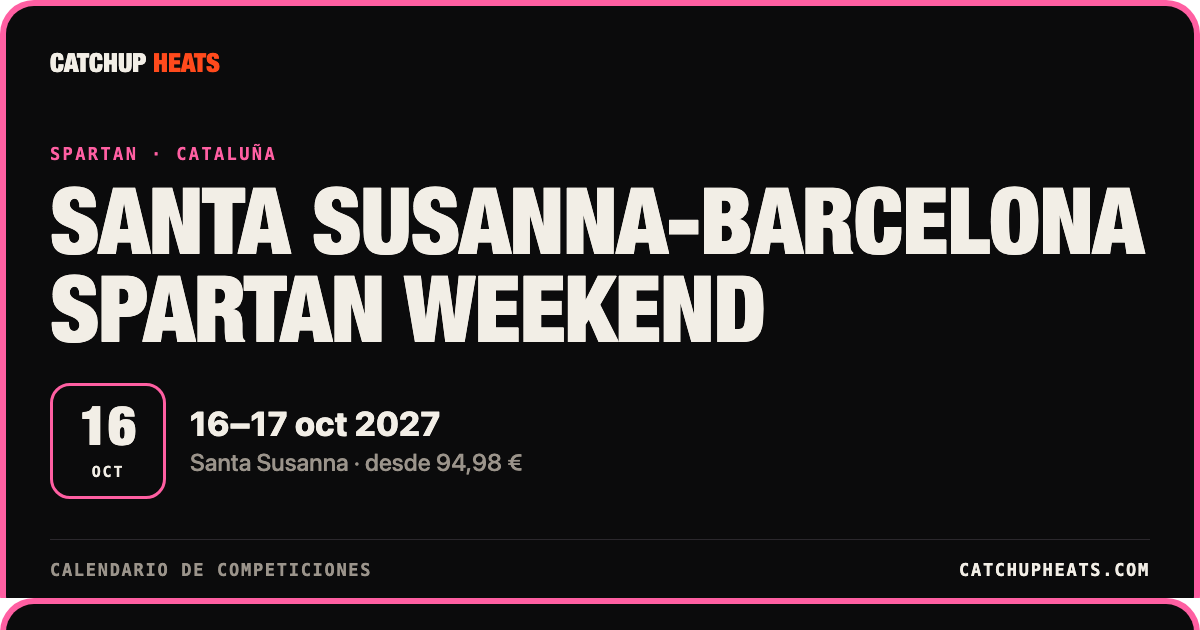 CATCHUP HEATS
SPARTAN · CATALUÑA
SANTA SUSANNA-BARCELONA
SPARTAN WEEKEND
16
OCT
16–17 oct 2027
Santa Susanna · desde 94,98 €
CALENDARIO DE COMPETICIONES
CATCHUPHEATS.COM